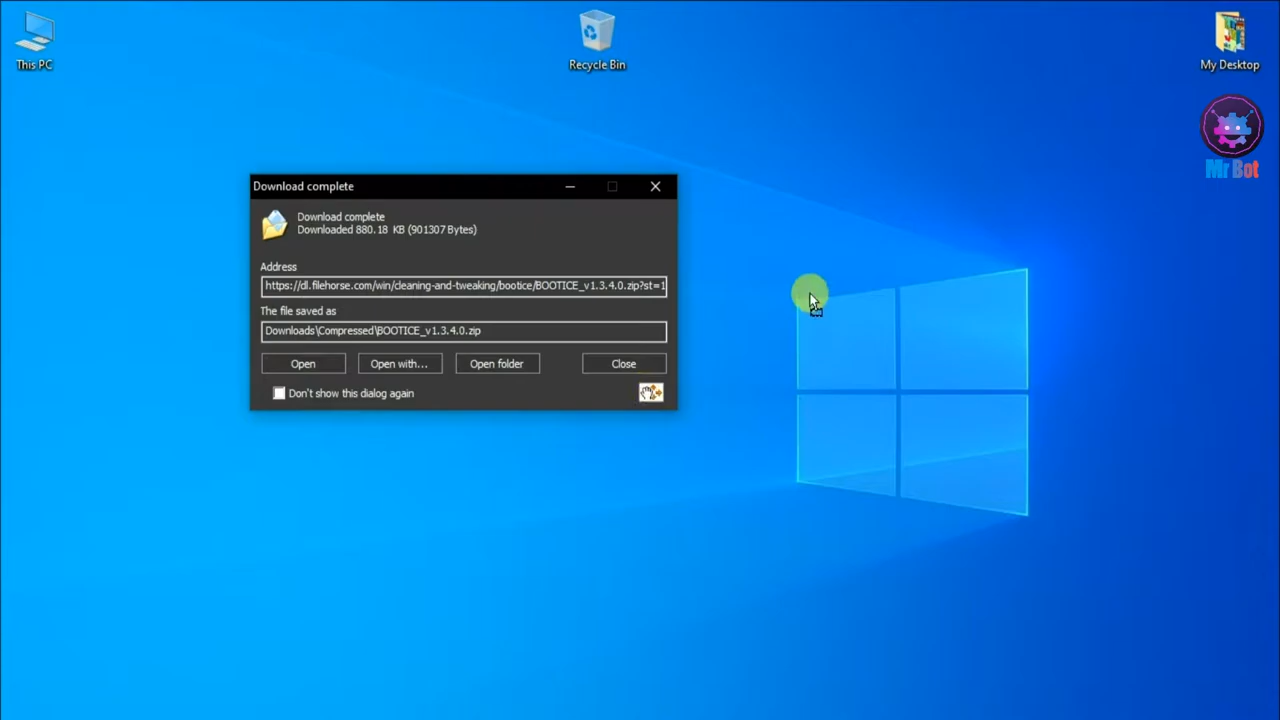 This PC
Recycle Bin
My Desktop
Mr Bot
Download complete
Download complete
Downloaded 880.18 KB (901307 Bytes)
Address
https://dl.filehorse.com/win/cleaning-and-tweaking/bootice/BOOTICE_v1.3.4.0.zip?st=1
The file saved as
Downloads\Compressed\BOOTICE_v1.3.4.0.zip
Open
Open with...
Open folder
Close
Don't show this dialog again